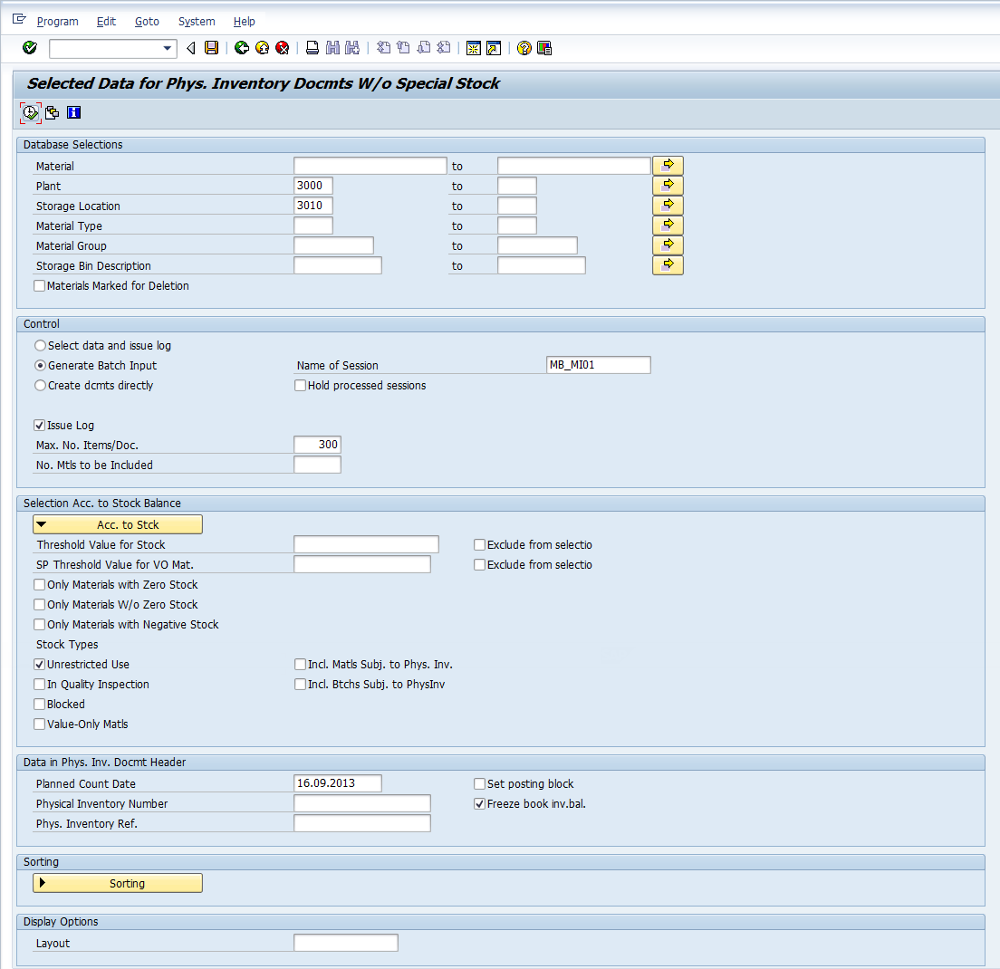 Program Edit Goto System Help
Selected Data for Phys. Inventory Docmts W/o Special Stock
Database Selections
Material to
Plant 3000 to
Storage Location 3010 to
Material Type to
Material Group to
Storage Bin Description to
Materials Marked for Deletion
Control
Select data and issue log
Generate Batch Input Name of Session MB_MI01
Create dcmts directly Hold processed sessions
Issue Log
Max. No. Items/Doc. 300
No. Mtls to be Included
Selection Acc. to Stock Balance
Acc. to Stck
Threshold Value for Stock Exclude from selectio
SP Threshold Value for VO Mat. Exclude from selectio
Only Materials with Zero Stock
Only Materials W/o Zero Stock
Only Materials with Negative Stock
Stock Types
Unrestricted Use Incl. Matls Subj. to Phys. Inv.
In Quality Inspection Incl. Btchs Subj. to PhysInv
Blocked
Value-Only Matls
Data in Phys. Inv. Docmt Header
Planned Count Date 16.09.2013 Set posting block
Physical Inventory Number Freeze book inv.bal.
Phys. Inventory Ref.
Sorting
Sorting
Display Options
Layout